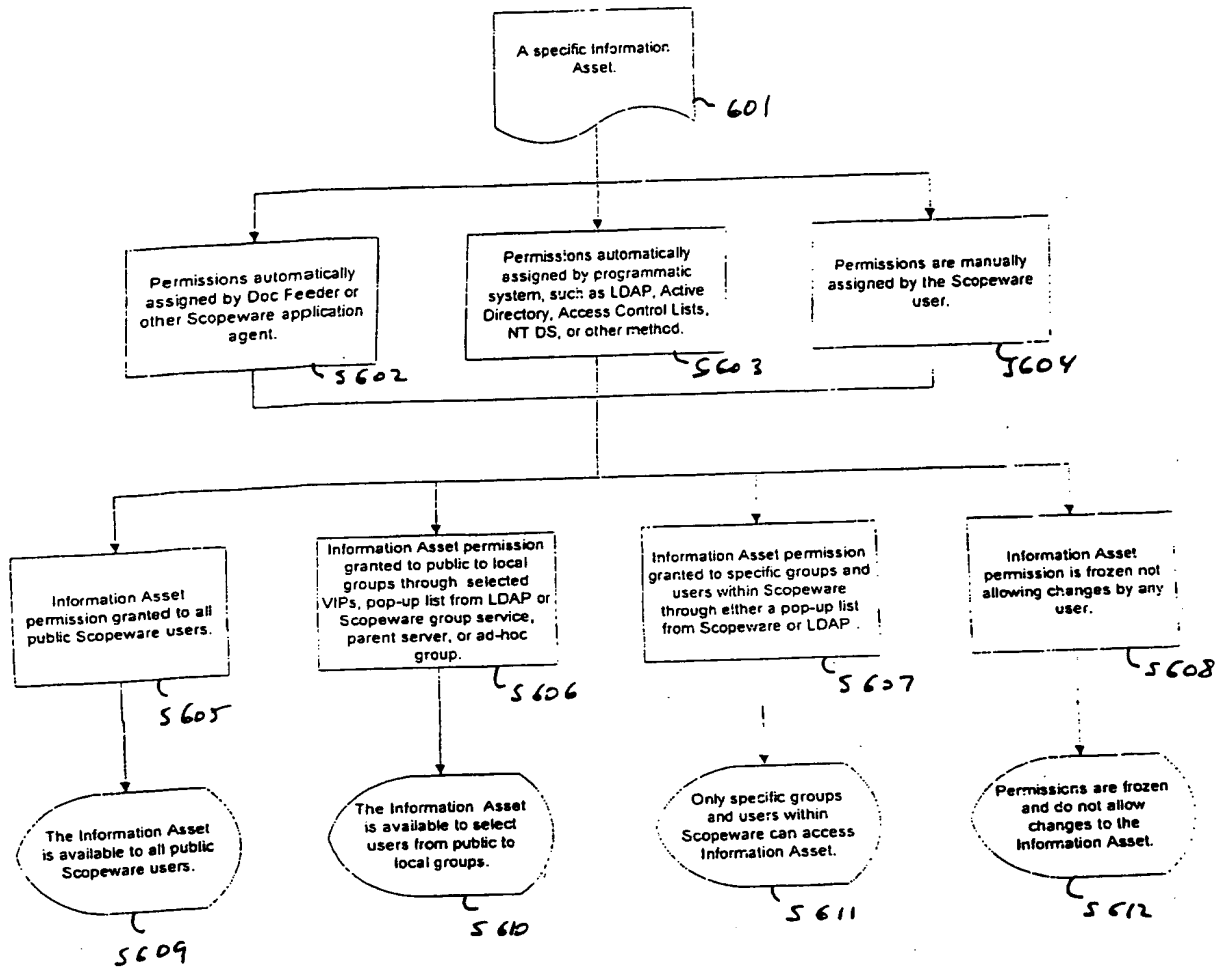 A specific Information
Asset.
601
Permissions automatically
assigned by Doc Feeder or
other Scopeware application
agent.
S602
Permissions automatically
assigned by programmatic
system, such as LDAP, Active
Directory, Access Control Lists,
NT DS, or other method.
S603
Permissions are manually
assigned by the Scopeware
user.
S604
Information Asset
permission granted to all
public Scopeware users.
S605
Information Asset permission
granted to public to local
groups through selected
VIPs, pop-up list from LDAP or
Scopeware group service,
parent server, or ad-hoc
group.
S606
Information Asset permission
granted to specific groups and
users within Scopeware
through either a pop-up list
from Scopeware or LDAP.
S607
Information Asset
permission is frozen not
allowing changes by any
user.
S608
The Information Asset
is available to all public
Scopeware users.
S609
The Information Asset
is available to select
users from public to
local groups.
S610
Only specific groups
and users within
Scopeware can access
Information Asset.
S611
Permissions are frozen
and do not allow
changes to the
Information Asset.
S612